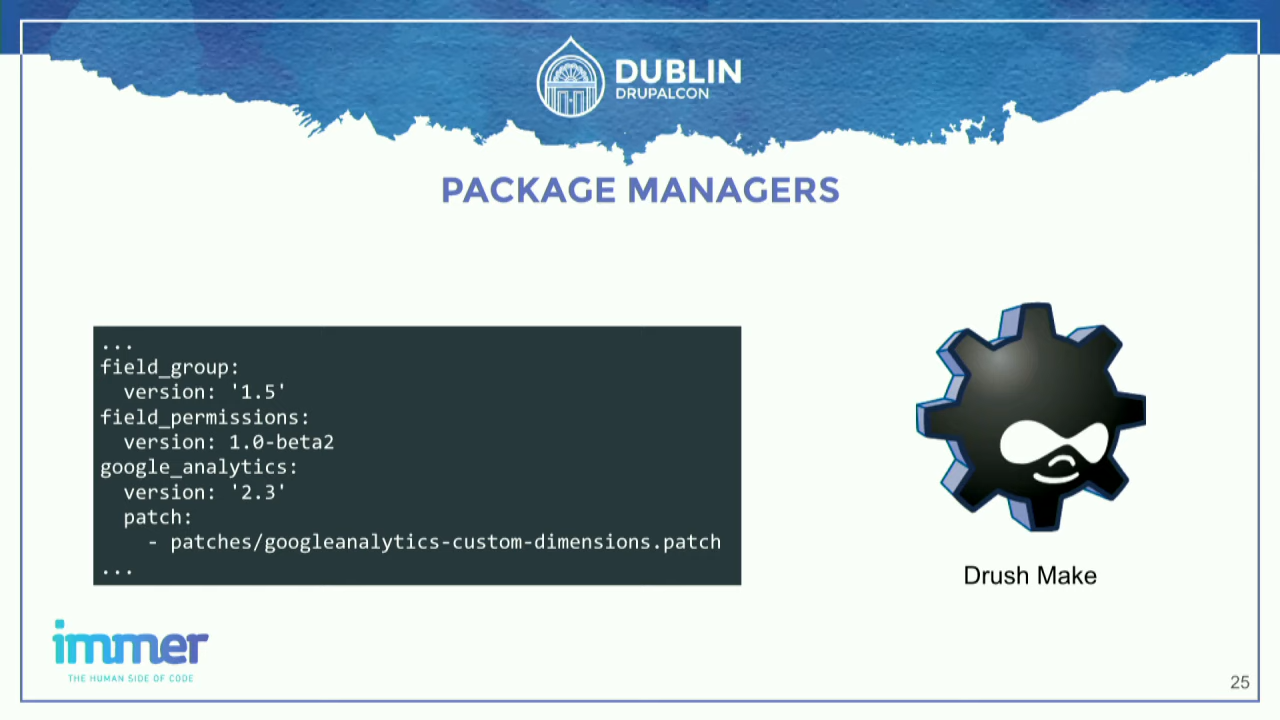 DUBLIN
DRUPALCON
PACKAGE MANAGERS
...
field_group:
  version: '1.5'
field_permissions:
  version: 1.0-beta2
google_analytics:
  version: '2.3'
  patch:
    - patches/googleanalytics-custom-dimensions.patch
...
Drush Make
immer
THE HUMAN SIDE OF CODE
25